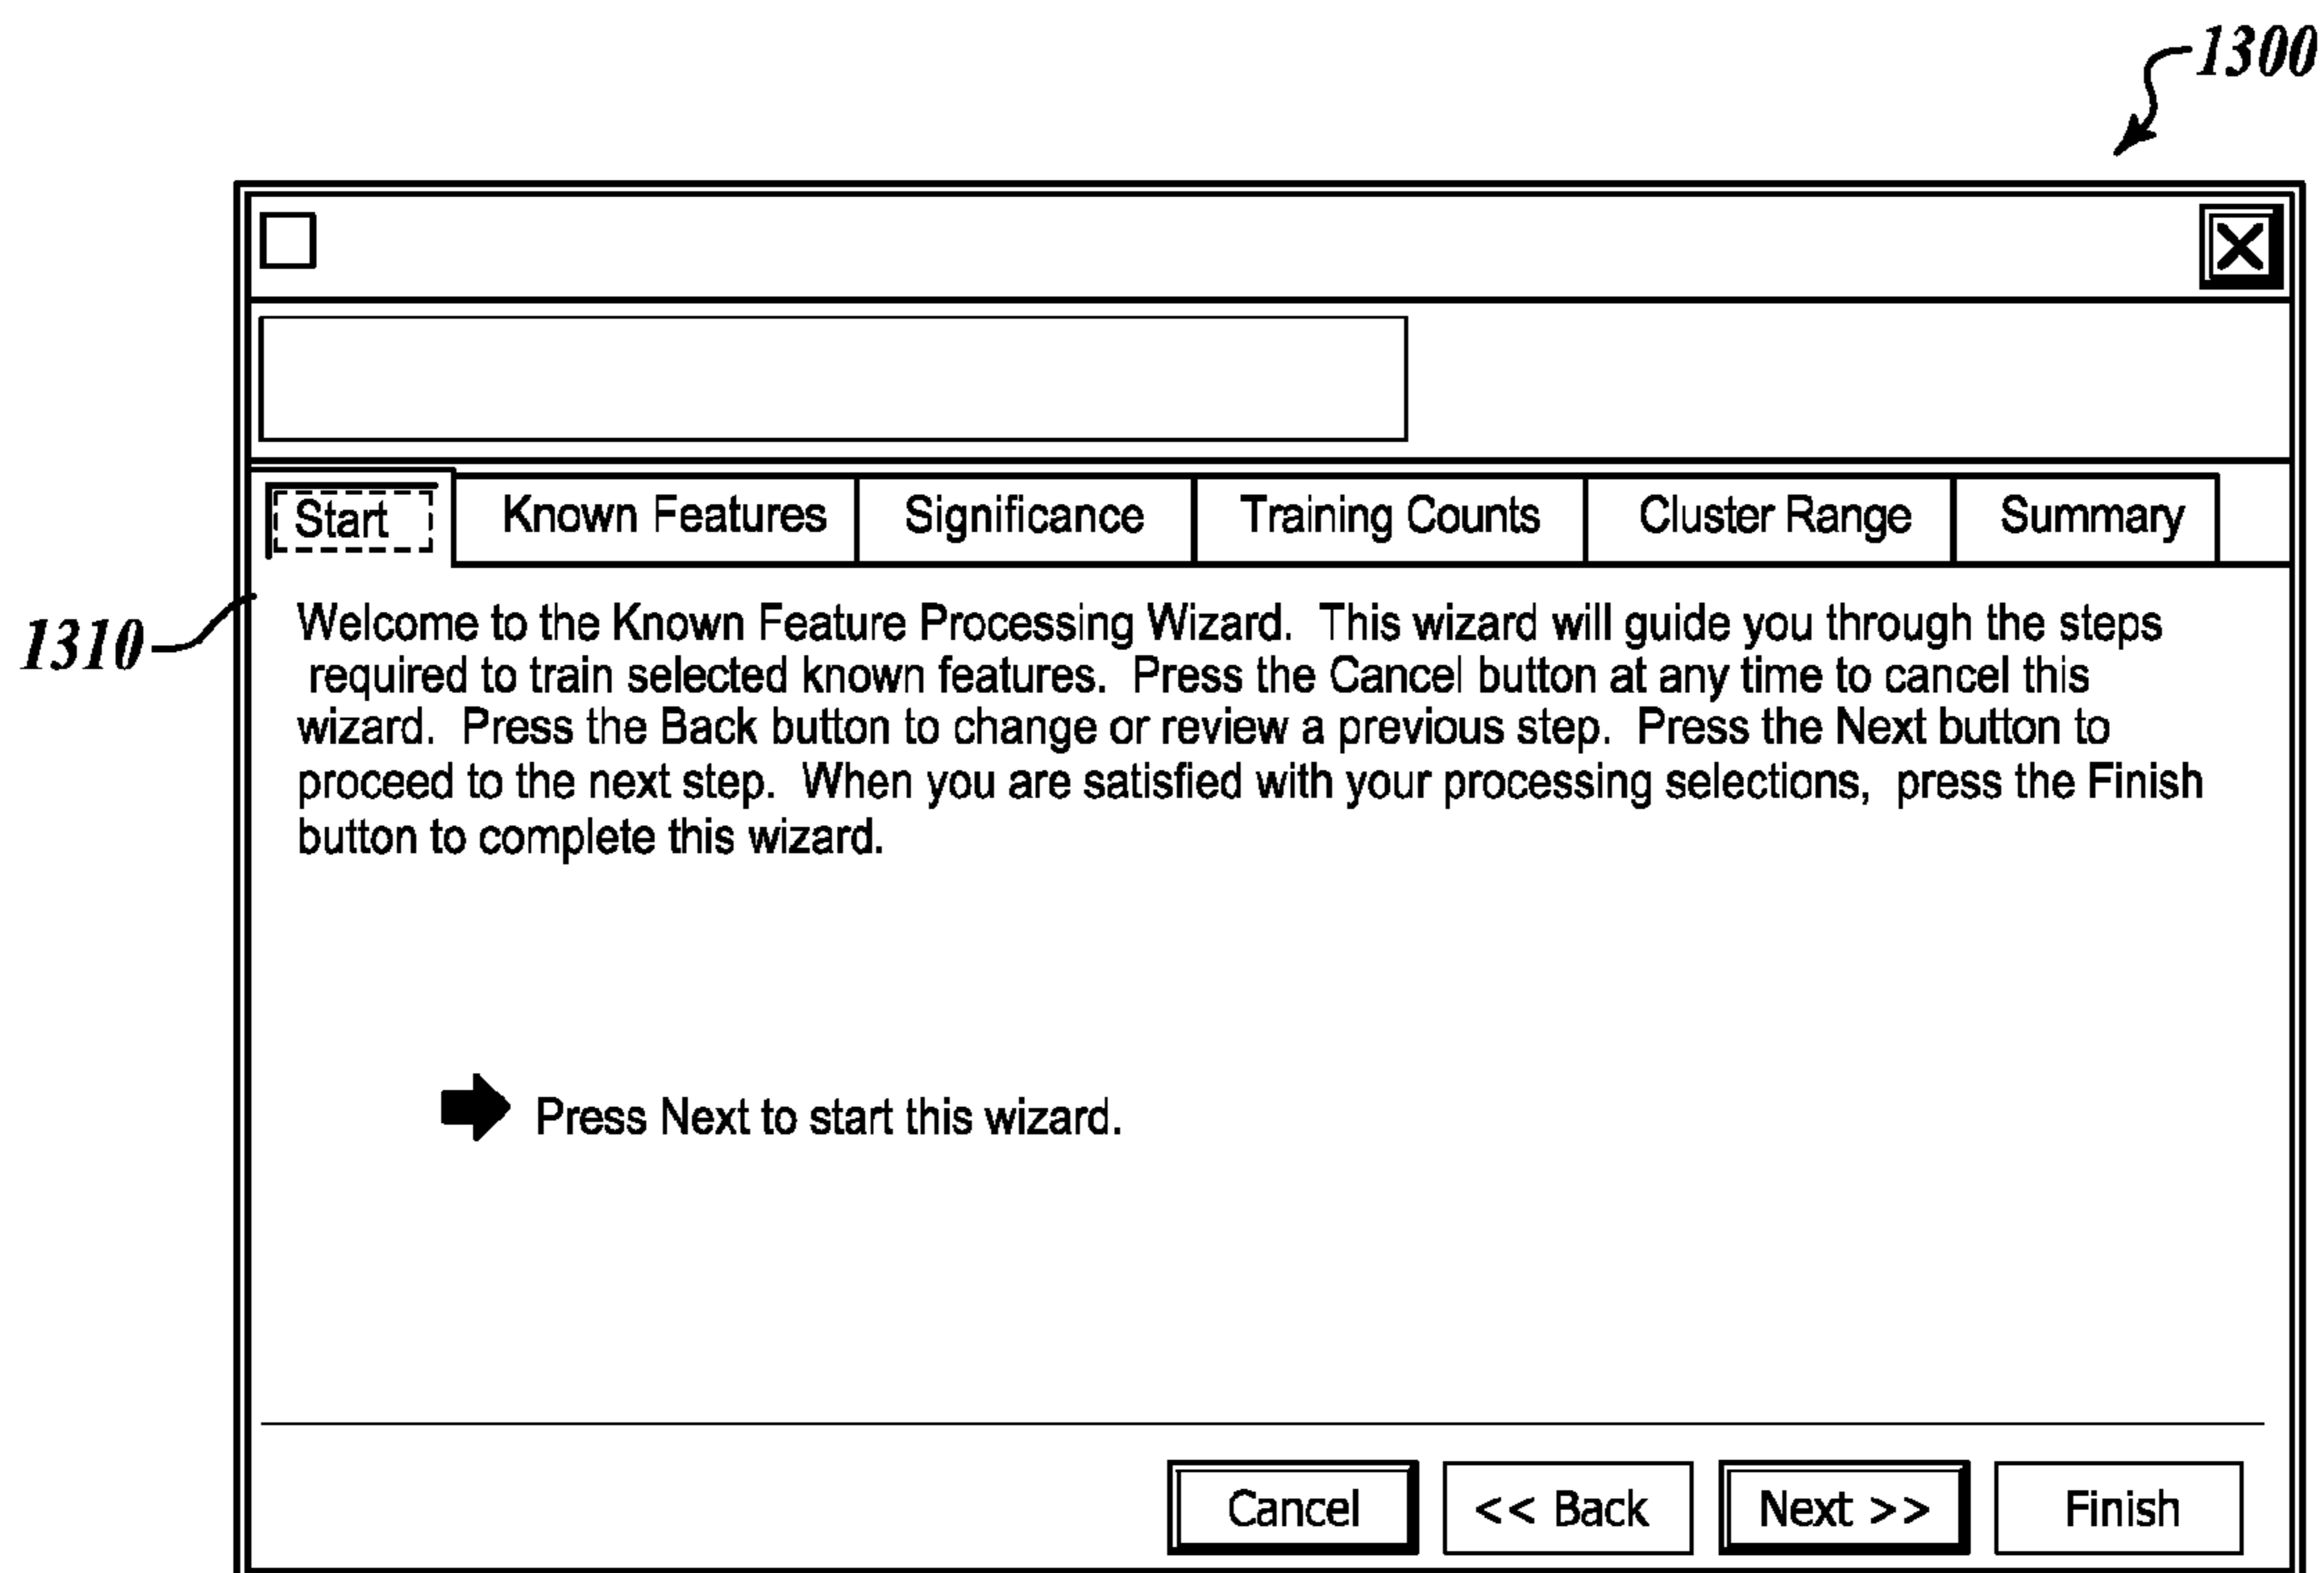 1300
Start Known Features Significance Training Counts Cluster Range Summary
1310
Welcome to the Known Feature Processing Wizard. This wizard will guide you through the steps
required to train selected known features. Press the Cancel button at any time to cancel this
wizard. Press the Back button to change or review a previous step. Press the Next button to
proceed to the next step. When you are satisfied with your processing selections, press the Finish
button to complete this wizard.
Press Next to start this wizard.
Cancel << Back Next >> Finish